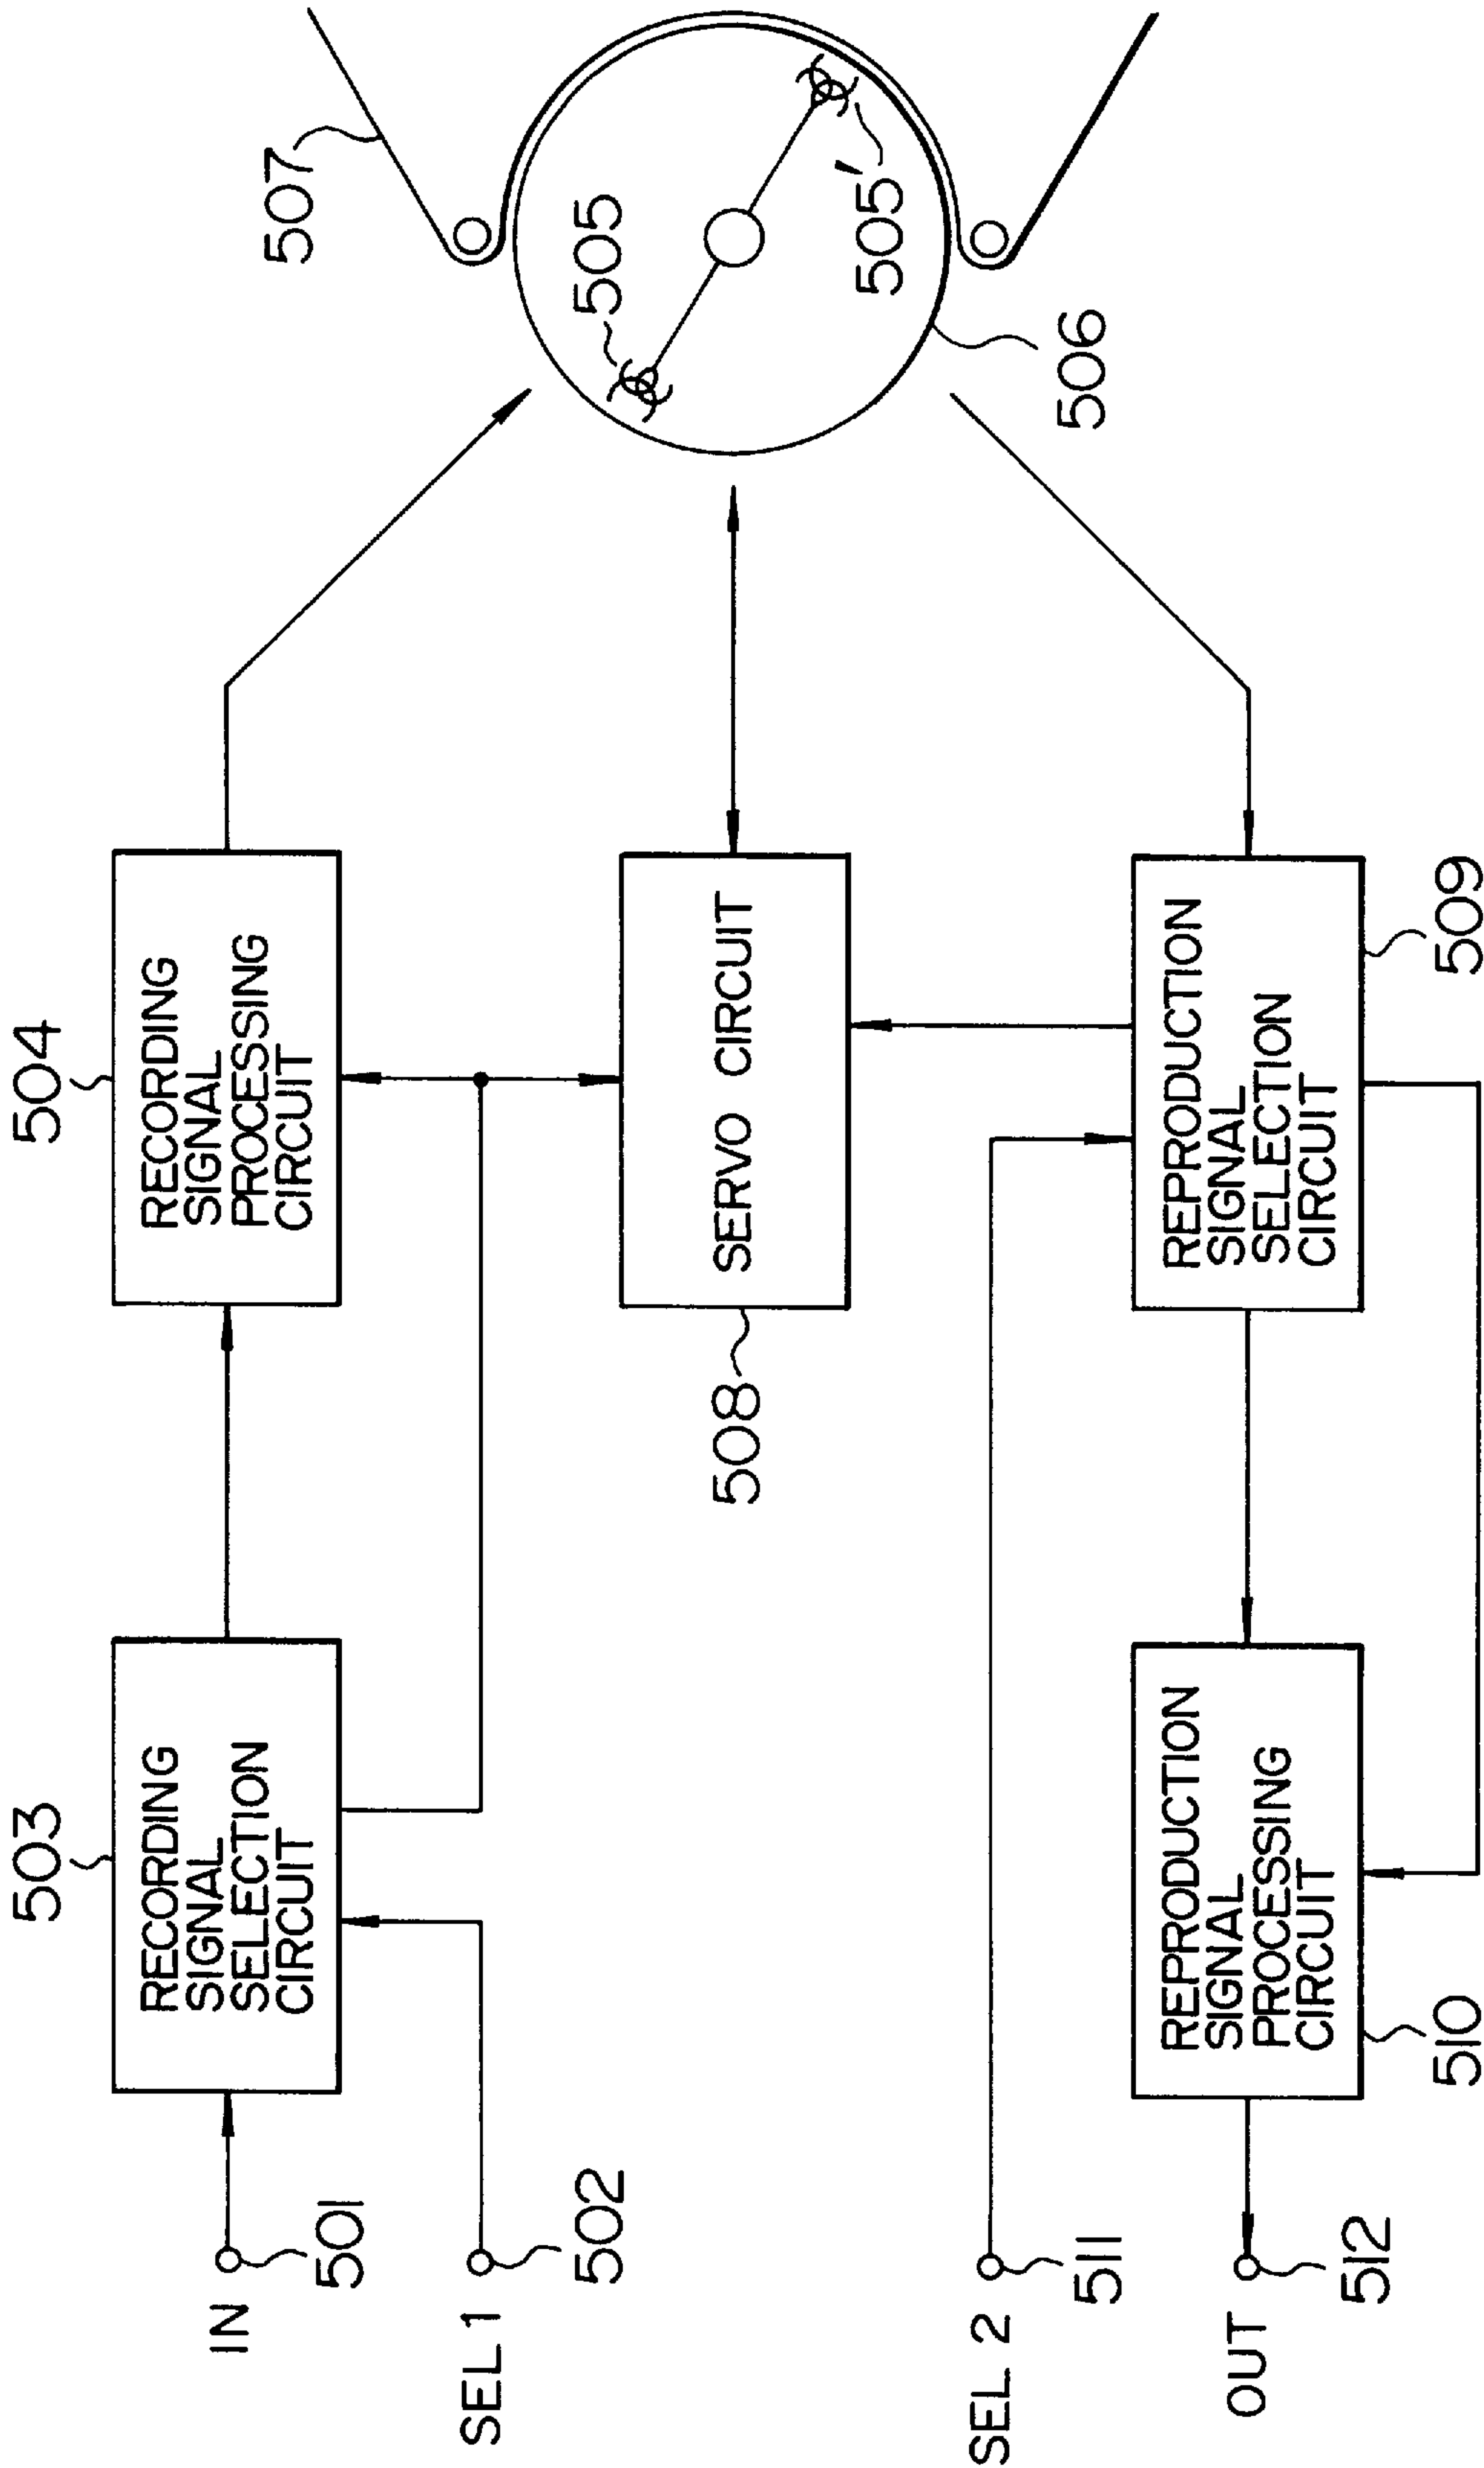 IN
501
SEL 1
502
503
RECORDING
SIGNAL
SELECTION
CIRCUIT
504
RECORDING
SIGNAL
PROCESSING
CIRCUIT
505
505'
506
507
508
SERVO CIRCUIT
SEL 2
511
OUT
512
REPRODUCTION
SIGNAL
PROCESSING
CIRCUIT
510
REPRODUCTION
SIGNAL
SELECTION
CIRCUIT
509